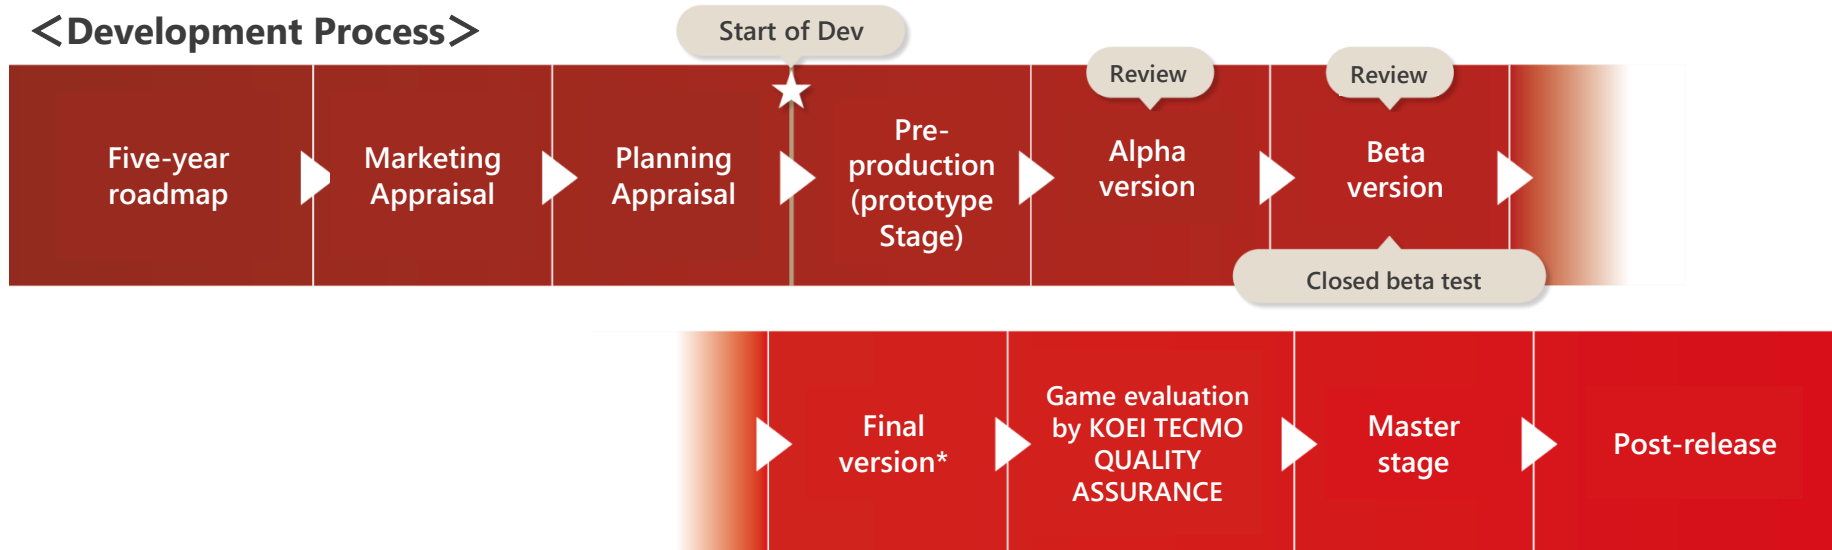 ＜Development Process＞
Start of Dev
Review
Review
Five-year
roadmap
Marketing
Appraisal
Planning
Appraisal
Pre-
production
(prototype
Stage)
Alpha
version
Beta
version
Closed beta test
Final
version*
Game evaluation
by KOEI TECMO
QUALITY
ASSURANCE
Master
stage
Post-release